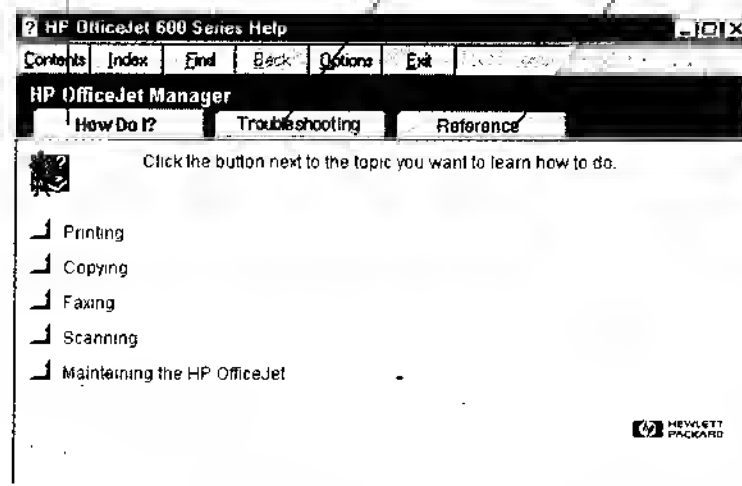 ? HP OfficeJet 600 Series Help
Contents Index Find Back Options Exit
HP OfficeJet Manager
How Do I? Troubleshooting Reference
Click the button next to the topic you want to learn how to do.
Printing
Copying
Faxing
Scanning
Maintaining the HP OfficeJet
hp HEWLETT
PACKARD